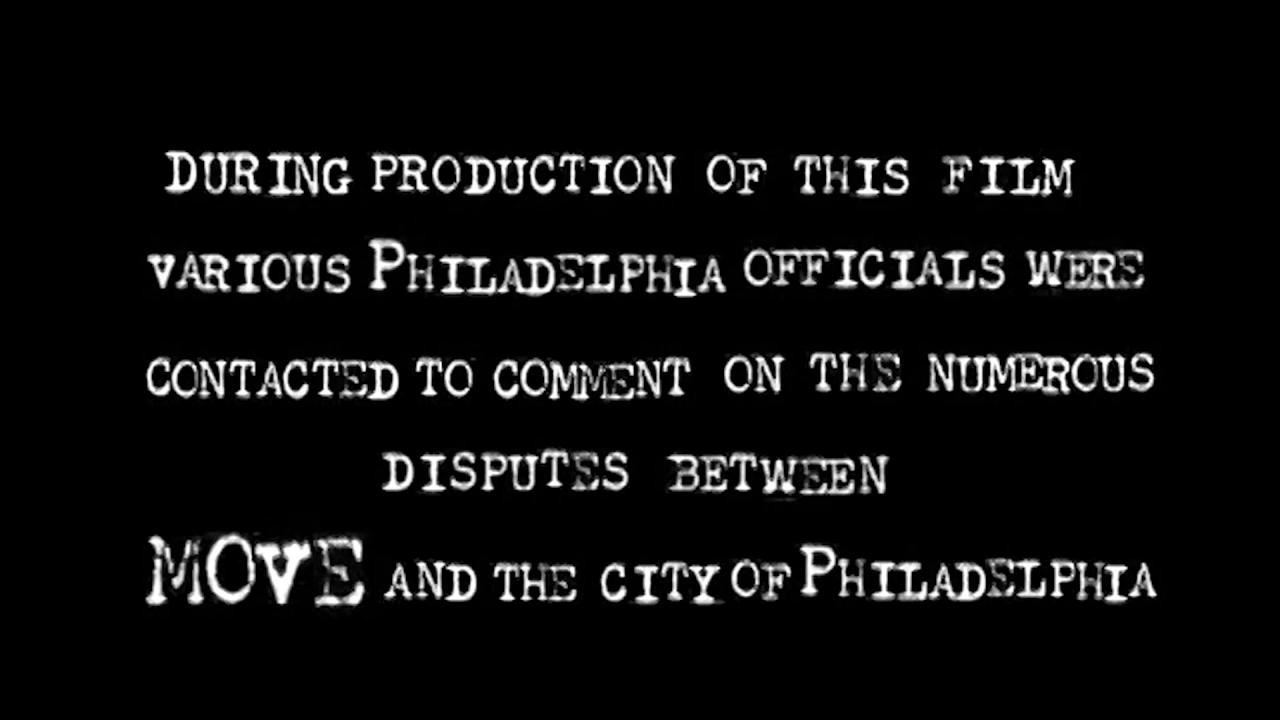 DURING PRODUCTION OF THIS FILM
VARIOUS PHILADELPHIA OFFICIALS WERE
CONTACTED TO COMMENT ON THE NUMEROUS
DISPUTES BETWEEN
MOVE AND THE CITY OF PHILADELPHIA